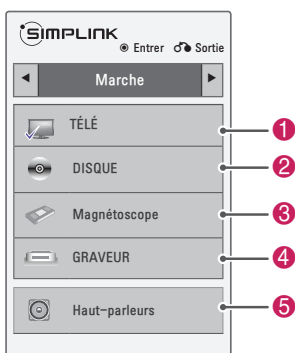 SIMPLINK
Entrer Sortie
Marche
TÉLÉ 1
DISQUE 2
Magnétoscope 3
GRAVEUR 4
Haut-parleurs 5